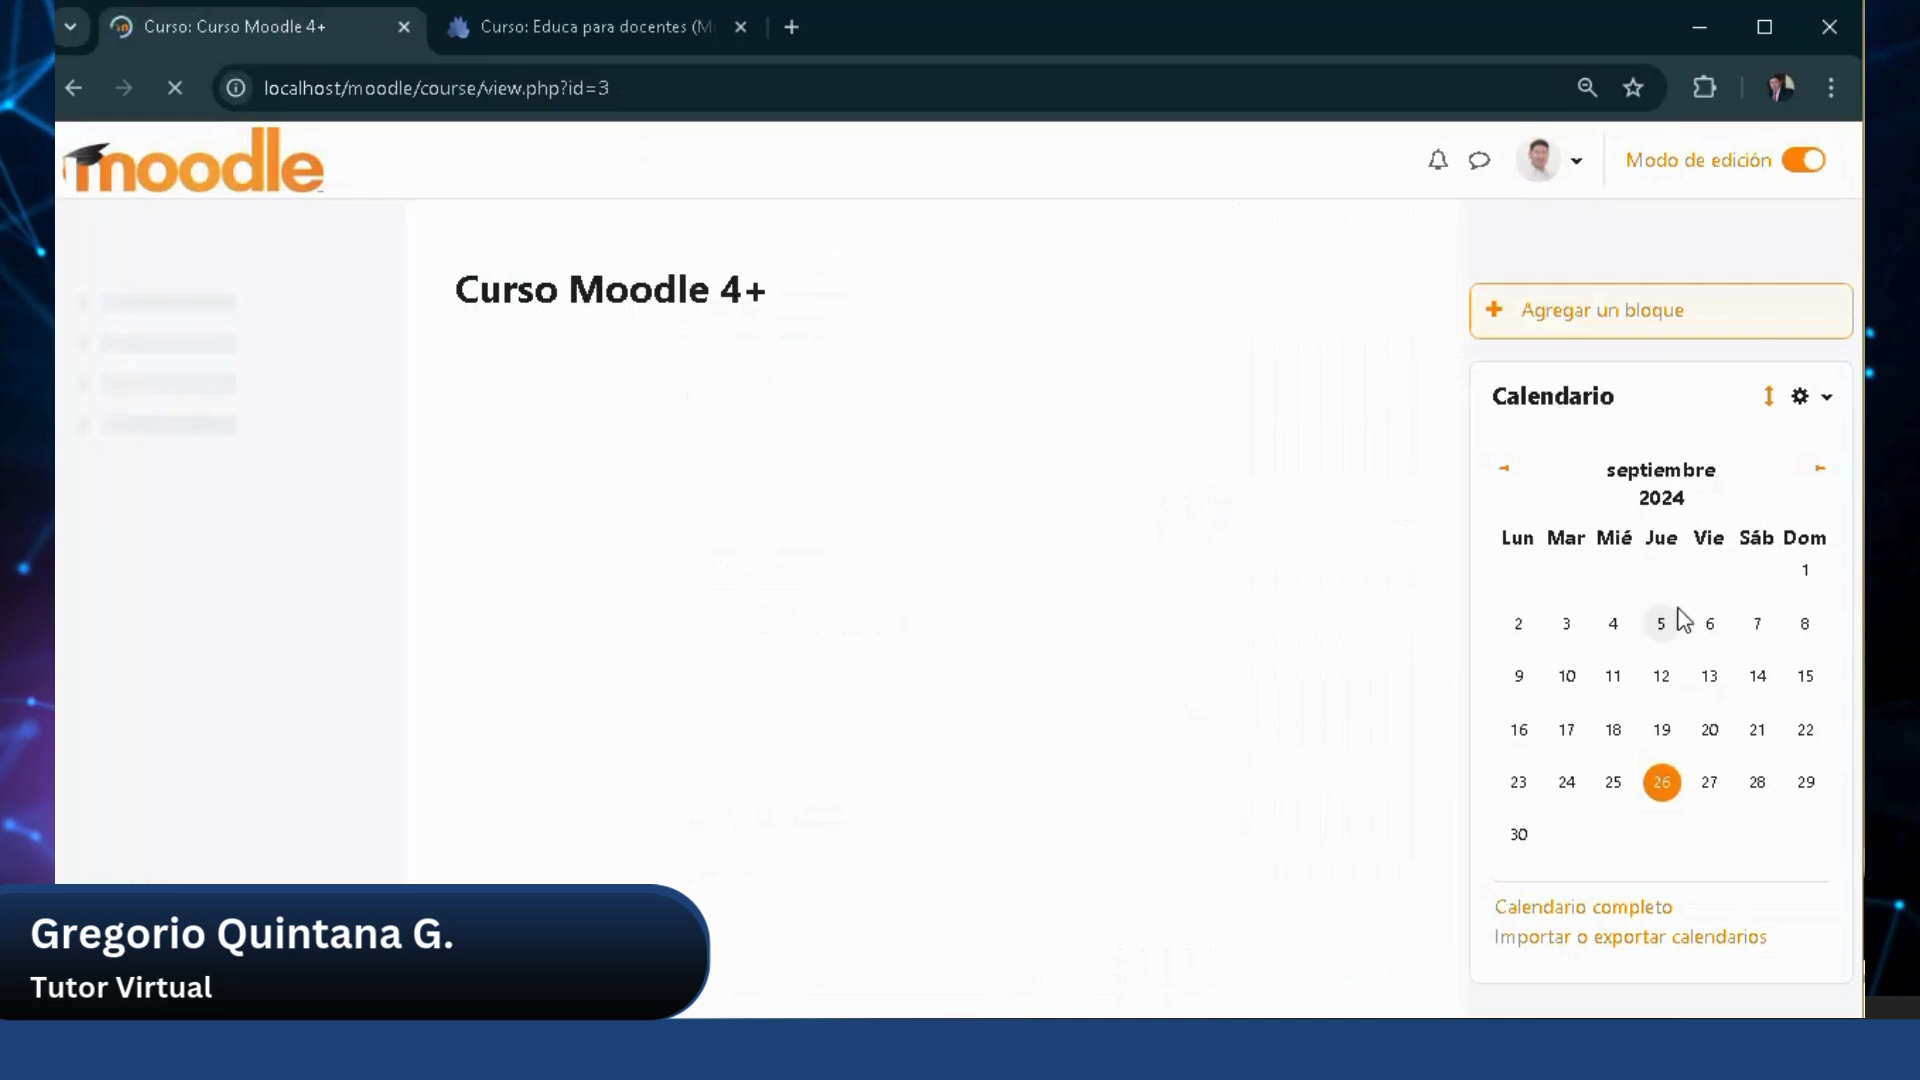 Curso: Curso Moodle 4+
Curso: Educa para docentes (M
localhost/moodle/course/view.php?id=3
moodle
Modo de edición
Curso Moodle 4+
Agregar un bloque
Calendario
septiembre
2024
Lun Mar Mié Jue Vie Sáb Dom
1
2 3 4 5 6 7 8
9 10 11 12 13 14 15
16 17 18 19 20 21 22
23 24 25 26 27 28 29
30
Calendario completo
Importar o exportar calendarios
Gregorio Quintana G.
Tutor Virtual